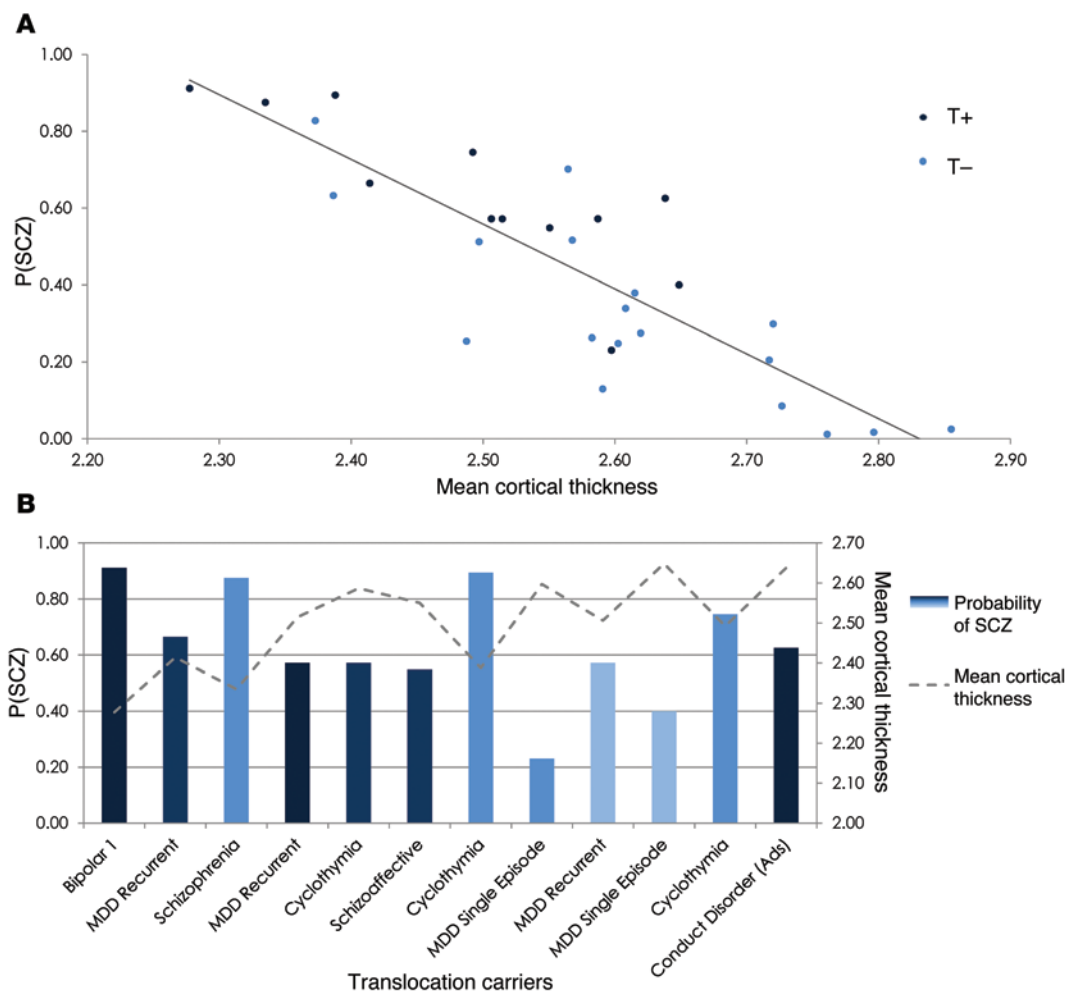 A
1.00
0.80
0.60
0.40
0.20
0.00
P(SCZ)
2.20 2.30 2.40 2.50 2.60 2.70 2.80 2.90
Mean cortical thickness
T+
T–
B
1.00
0.80
0.60
0.40
0.20
0.00
P(SCZ)
2.70
2.60
2.50
2.40
2.30
2.20
2.10
2.00
Mean cortical thickness
Probability
of SCZ
Mean cortical
thickness
Bipolar 1
MDD Recurrent
Schizophrenia
MDD Recurrent
Cyclothymia
Schizoaffective
Cyclothymia
MDD Single Episode
MDD Recurrent
MDD Single Episode
Cyclothymia
Conduct Disorder (Ads)
Translocation carriers